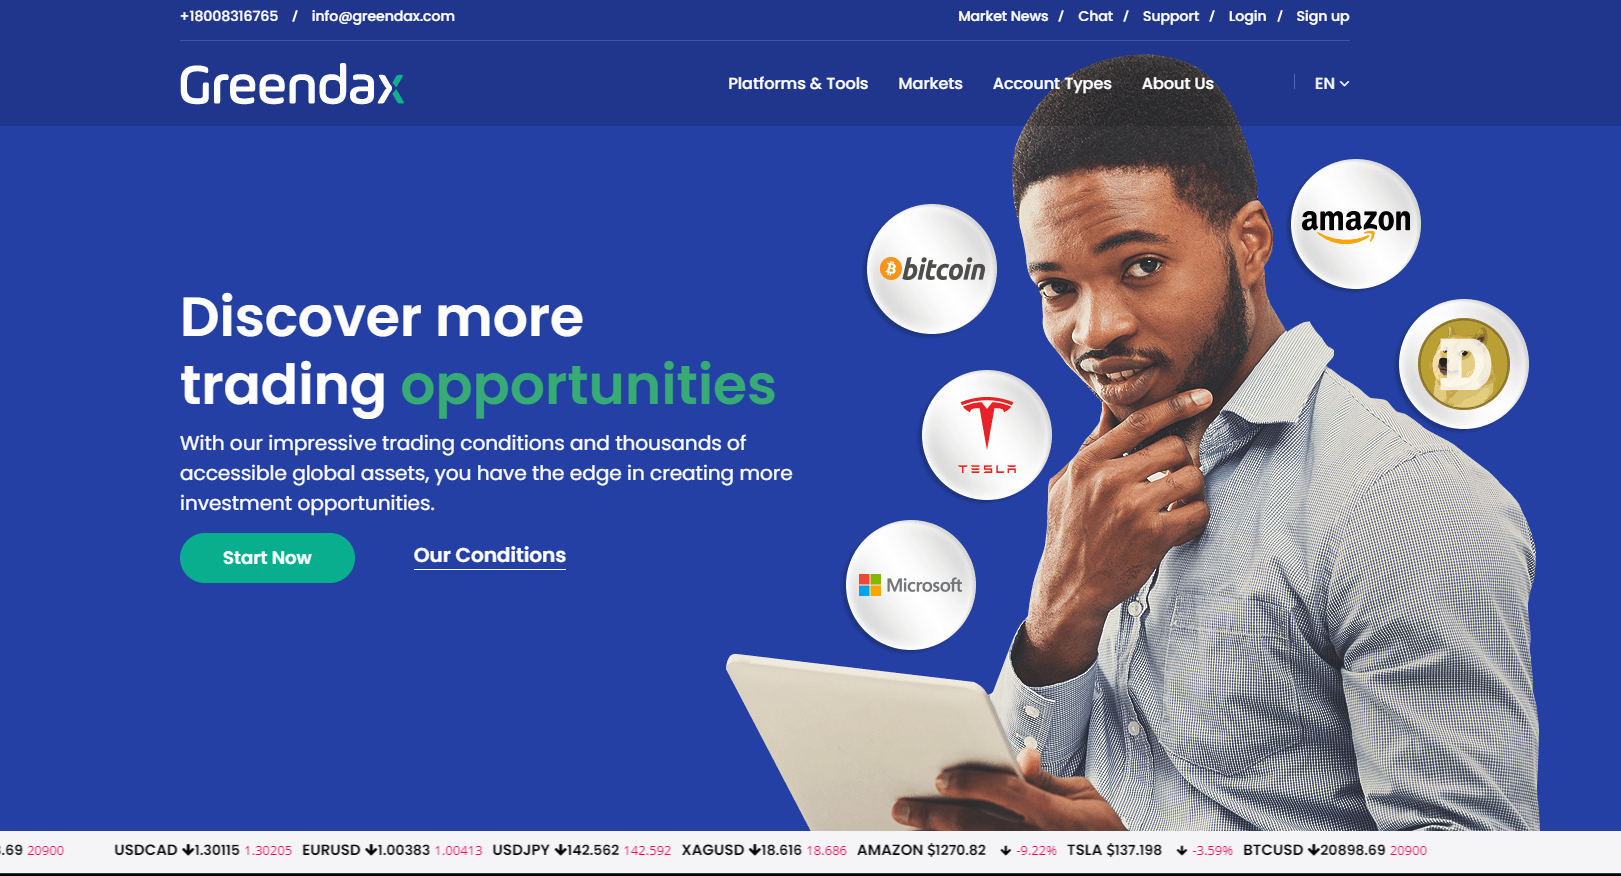 +18008316765 / info@greendax.com
Market News / Chat / Support / Login / Sign up
Greendax
Platforms & Tools Markets Account Types About Us EN
amazon
bitcoin
Discover more
trading opportunities
With our impressive trading conditions and thousands of
accessible global assets, you have the edge in creating more
investment opportunities.
TESLA
Start Now Our Conditions
Microsoft
.69 20900 USDCAD 🡻1.30115 1.30205 EURUSD 🡻1.00383 1.00413 USDJPY 🡻142.562 142.592 XAGUSD 🡻18.616 18.686 AMAZON $1270.82 🡻 -9.22% TSLA $137.198 🡻 -3.59% BTCUSD 🡻20898.69 20900